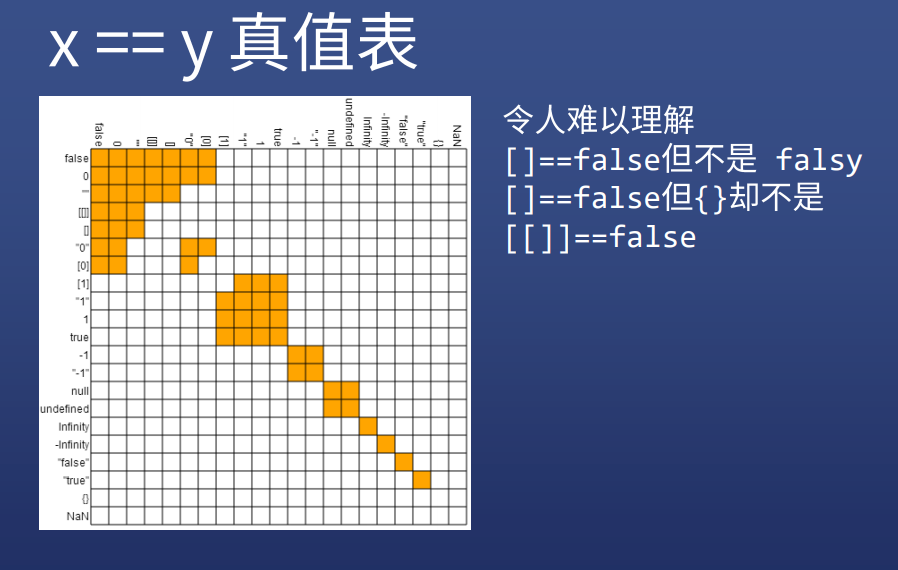 x == y 真值表
false
0
""
[[]]
[]
"0"
[0]
[1]
"1"
1
true
-1
"-1"
null
undefined
Infinity
-Infinity
"false"
"true"
{}
NaN
false
0
""
[[]]
[]
"0"
[0]
[1]
"1"
1
true
-1
"-1"
null
undefined
Infinity
-Infinity
"false"
"true"
{}
NaN
令人难以理解
[]==false但不是 falsy
[]==false但{}却不是
[[]]==false